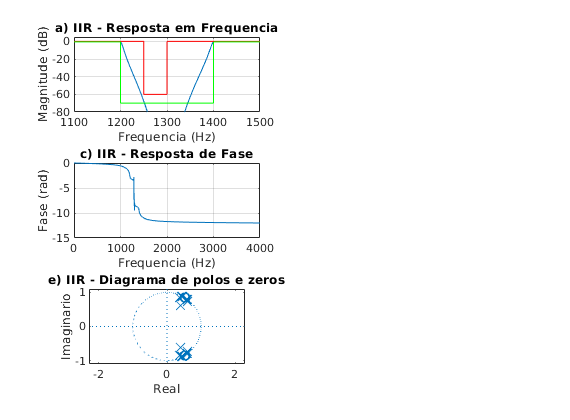 a) IIR - Resposta em Frequencia
Magnitude (dB)
0
-20
-40
-60
-80
1100 1200 1300 1400 1500
Frequencia (Hz)
c) IIR - Resposta de Fase
Fase (rad)
0
-5
-10
-15
0 1000 2000 3000 4000
Frequencia (Hz)
e) IIR - Diagrama de polos e zeros
Imaginario
1
0
-1
-2 0 2
Real